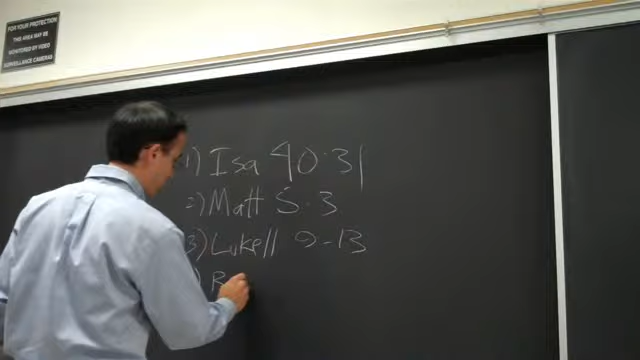 FOR YOUR PROTECTION
THIS AREA MAY BE
MONITORED BY VIDEO
SURVEILLANCE CAMERAS
1) Isa 40:31
2) Matt 5:3
3) Luke 11 9-13
) R